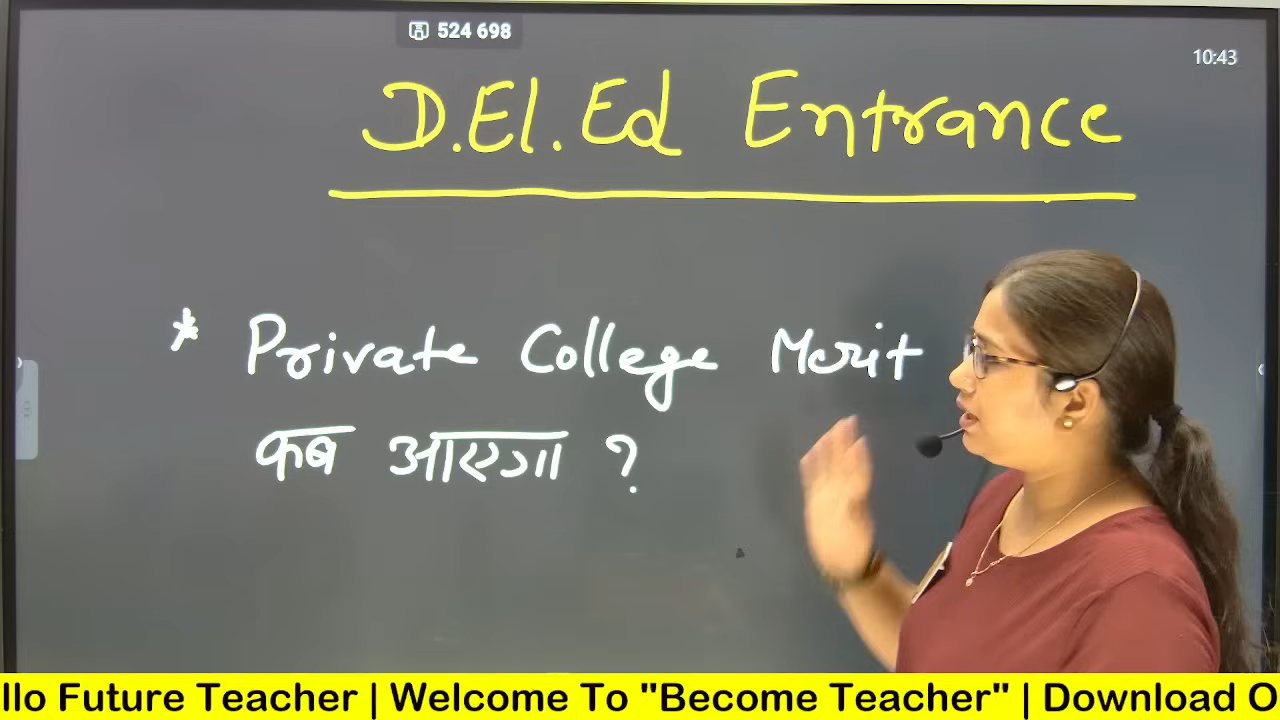 524 698
10:43
D.El.Ed Entrance
* Private College Merit
कब आएगा ?
llo Future Teacher | Welcome To "Become Teacher" | Download O